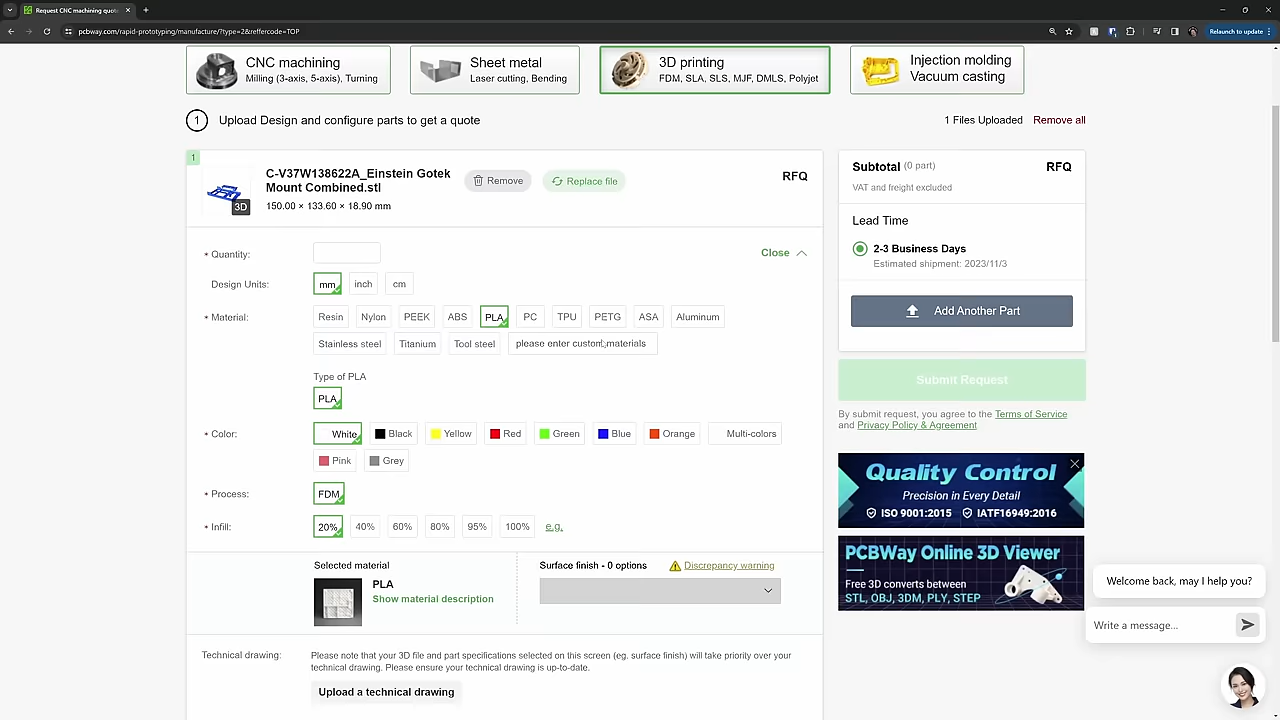 Request CNC machining quote
pcbway.com/rapid-prototyping/manufacture/?type=2&reffercode=TOP
Relaunch to update
CNC machining
Milling (3-axis, 5-axis), Turning
Sheet metal
Laser cutting, Bending
3D printing
FDM, SLA, SLS, MJF, DMLS, Polyjet
Injection molding
Vacuum casting
1 Upload Design and configure parts to get a quote
1 Files Uploaded Remove all
1
C-V37W138622A_Einstein Gotek
Mount Combined.stl
150.00 × 133.60 × 18.90 mm
3D
Remove
Replace file
RFQ
* Quantity:
Close
Design Units: mm inch cm
* Material: Resin Nylon PEEK ABS PLA PC TPU PETG ASA Aluminum
Stainless steel Titanium Tool steel please enter custom materials
Type of PLA
PLA
* Color: White Black Yellow Red Green Blue Orange Multi-colors
Pink Grey
* Process: FDM
* Infill: 20% 40% 60% 80% 95% 100% e.g.
Selected material
PLA
Show material description
Surface finish - 0 options Discrepancy warning
Technical drawing: Please note that your 3D file and part specifications selected on this screen (eg. surface finish) will take priority over your
technical drawing. Please ensure your technical drawing is up-to-date.
Upload a technical drawing
Subtotal (0 part) RFQ
VAT and freight excluded
Lead Time
2-3 Business Days
Estimated shipment: 2023/11/3
Add Another Part
Submit Request
By submit request, you agree to the Terms of Service
and Privacy Policy & Agreement
Quality Control
Precision in Every Detail
ISO 9001:2015 IATF16949:2016
PCBWay Online 3D Viewer
Free 3D converts between
STL, OBJ, 3DM, PLY, STEP
Welcome back, may I help you?
Write a message...